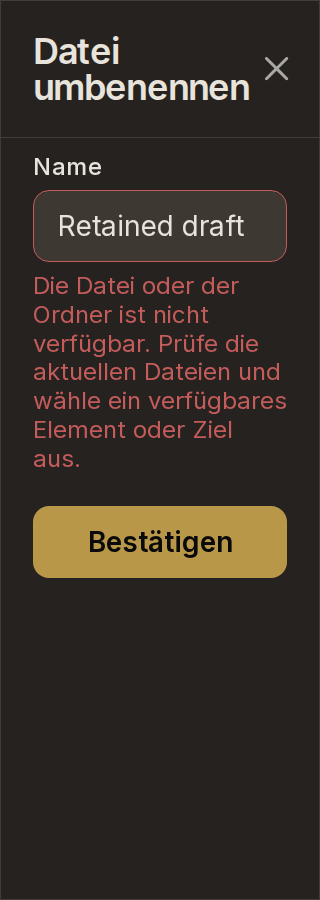 Datei
umbenennen
Name
Retained draft
Die Datei oder der
Ordner ist nicht
verfügbar. Prüfe die
aktuellen Dateien und
wähle ein verfügbares
Element oder Ziel
aus.
Bestätigen